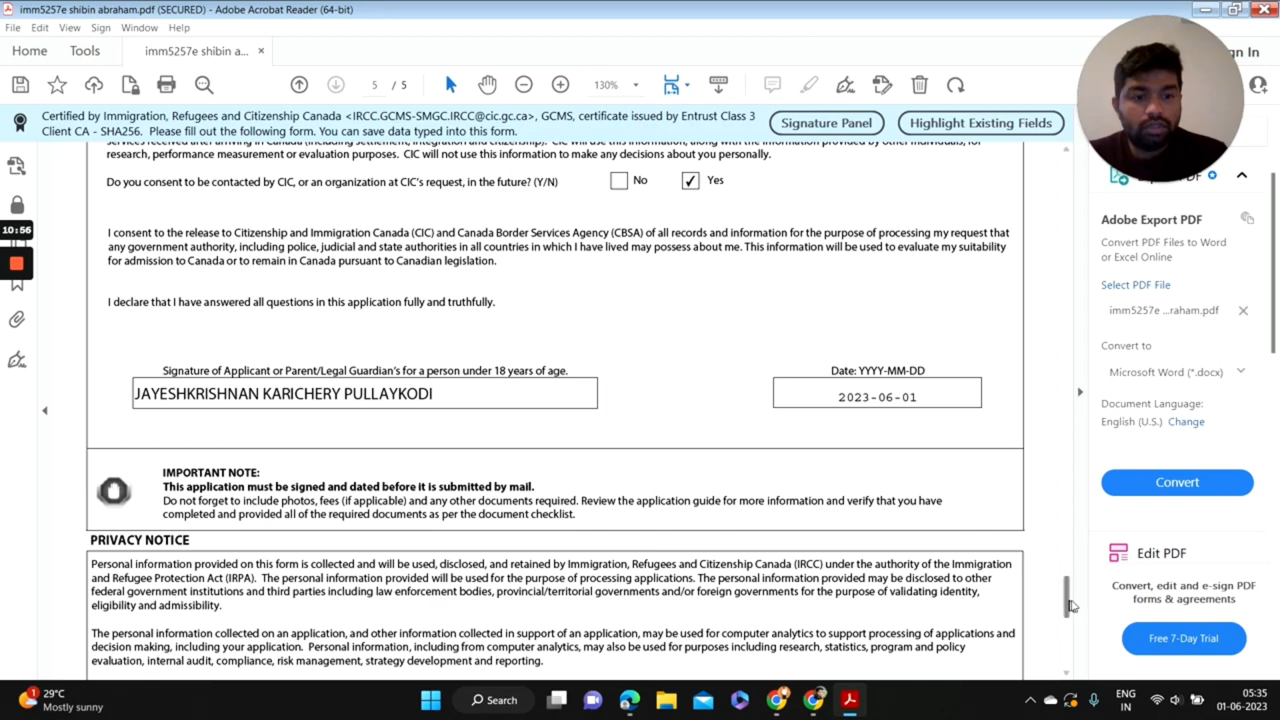 imm5257e shibin abraham.pdf (SECURED) - Adobe Acrobat Reader (64-bit)
File Edit View Sign Window Help
Home Tools imm5257e shibin a... × In
5 / 5 130%
Certified by Immigration, Refugees and Citizenship Canada <IRCC.GCMS-SMGC.IRCC@cic.gc.ca>, GCMS, certificate issued by Entrust Class 3
Client CA - SHA256. Please fill out the following form. You can save data typed into this form.
Signature Panel
Highlight Existing Fields
research, performance measurement or evaluation purposes. CIC will not use this information to make any decisions about you personally.
Do you consent to be contacted by CIC, or an organization at CIC's request, in the future? (Y/N) No Yes
I consent to the release to Citizenship and Immigration Canada (CIC) and Canada Border Services Agency (CBSA) of all records and information for the purpose of processing my request that
any government authority, including police, judicial and state authorities in all countries in which I have lived may possess about me. This information will be used to evaluate my suitability
for admission to Canada or to remain in Canada pursuant to Canadian legislation.
I declare that I have answered all questions in this application fully and truthfully.
Signature of Applicant or Parent/Legal Guardian's for a person under 18 years of age.
JAYESHKRISHNAN KARICHERY PULLAYKODI
Date: YYYY-MM-DD
2023-06-01
IMPORTANT NOTE:
This application must be signed and dated before it is submitted by mail.
Do not forget to include photos, fees (if applicable) and any other documents required. Review the application guide for more information and verify that you have
completed and provided all of the required documents as per the document checklist.
PRIVACY NOTICE
Personal information provided on this form is collected and will be used, disclosed, and retained by Immigration, Refugees and Citizenship Canada (IRCC) under the authority of the Immigration
and Refugee Protection Act (IRPA). The personal information provided will be used for the purpose of processing applications. The personal information provided may be disclosed to other
federal government institutions and third parties including law enforcement bodies, provincial/territorial governments and/or foreign governments for the purpose of validating identity,
eligibility and admissibility.
The personal information collected on an application, and other information collected in support of an application, may be used for computer analytics to support processing of applications and
decision making, including your application. Personal information, including from computer analytics, may also be used for purposes including research, statistics, program and policy
evaluation, internal audit, compliance, risk management, strategy development and reporting.
10:56
Adobe Export PDF
Convert PDF Files to Word
or Excel Online
Select PDF File
imm5257e ...raham.pdf
Convert to
Microsoft Word (*.docx)
Document Language:
English (U.S.) Change
Convert
Edit PDF
Convert, edit and e-sign PDF
forms & agreements
Free 7-Day Trial
1
29°C
Mostly sunny
Search
ENG
IN
05:35
01-06-2023